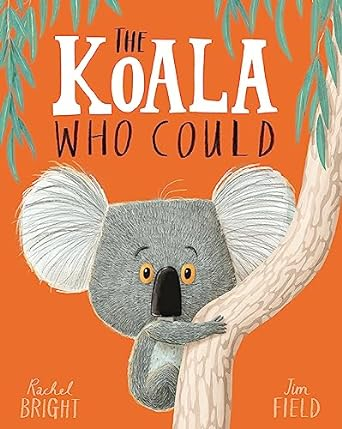 THE
KOALA
WHO COULD
Rachel
BRIGHT
Jim
FIELD